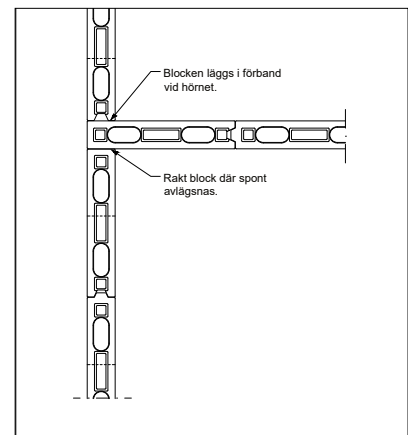 Blocken läggs i förband
vid hörnet.
Rakt block där spont
avlägsnas.